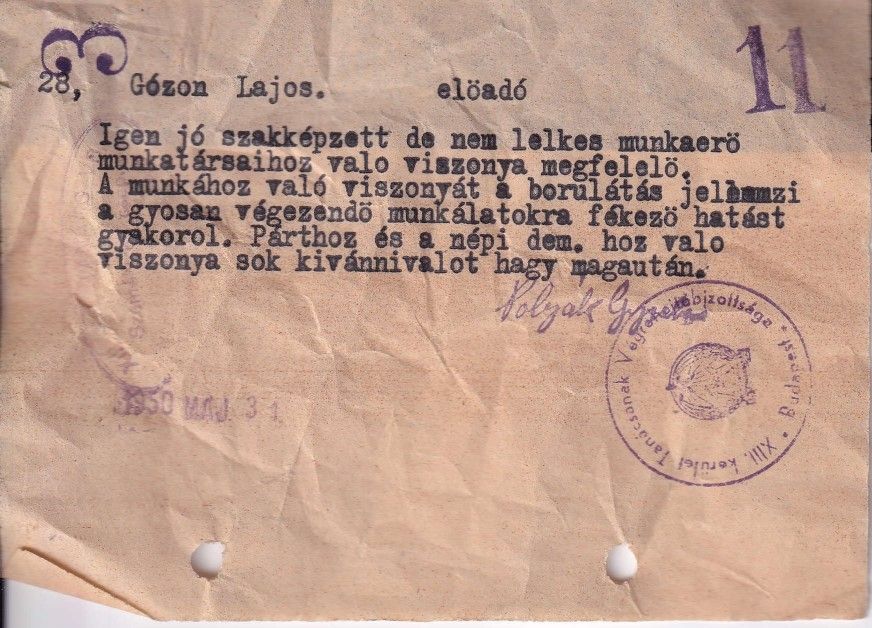 11
28, Gózon Lajos. elöadó
Igen jó szakképzett de nem lelkes munkaerö
munkatársaihoz valo viszonya megfelelö.
A munkához való viszonyát a borulátás jellemzi
a gyosan végezendö munkálatokra fékezö hatást
gyakorol. Párthoz és a népi dem. hoz valo
viszonya sok kivánnivalot hagy magaután.
Polyák
XIII. kerület Tanácsának Végrehajtóbizottsága * Budapest *
1950 MÁJ. 31.